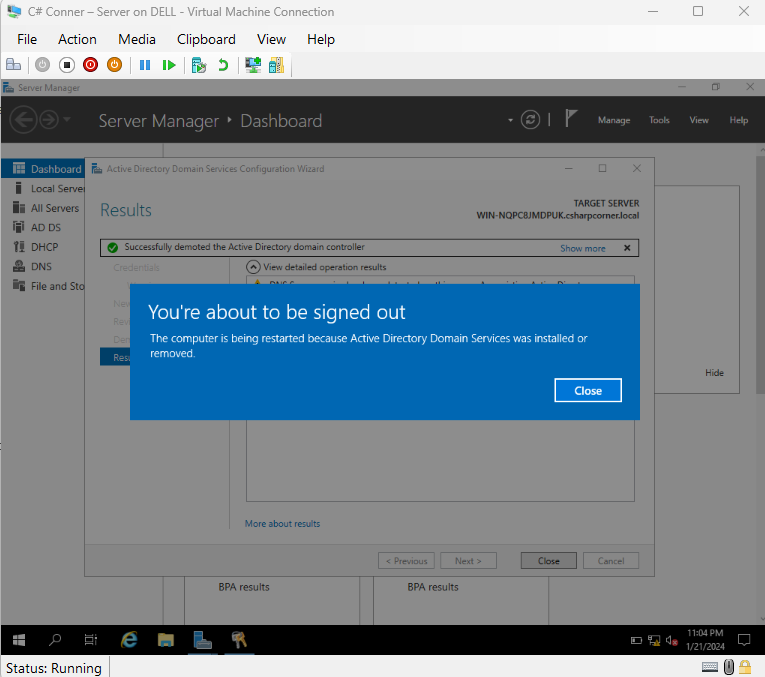 C# Conner – Server on DELL - Virtual Machine Connection
File Action Media Clipboard View Help
Server Manager
Server Manager • Dashboard
Manage Tools View Help
Dashboard
Local Server
All Servers
AD DS
DHCP
DNS
File and Sto
Active Directory Domain Services Configuration Wizard
Results
TARGET SERVER
WIN-NQPC8JMDPUK.csharpcorner.local
Successfully demoted the Active Directory domain controller
Show more
Credentials
View detailed operation results
Resu
You're about to be signed out
The computer is being restarted because Active Directory Domain Services was installed or
removed.
Close
Hide
More about results
< Previous Next > Close Cancel
BPA results BPA results
11:04 PM
1/21/2024
Status: Running